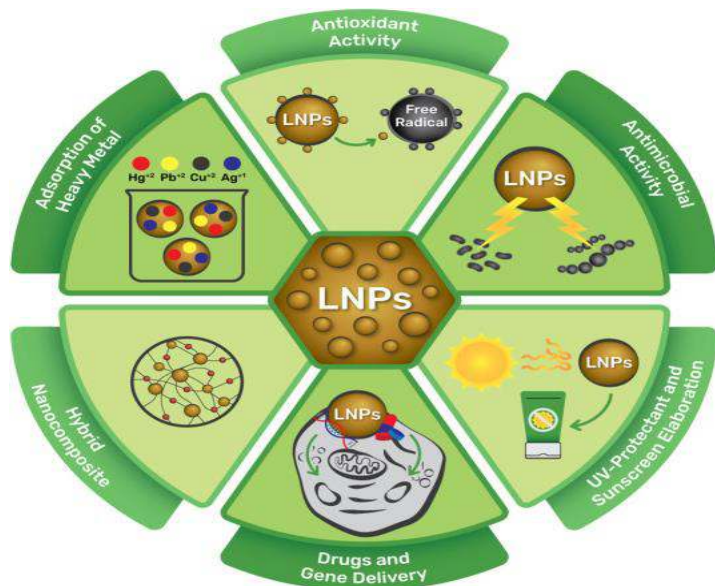 Antioxidant
Activity
LNPs
Free
Radical
Antimicrobial
Activity
LNPs
UV-Protectant and
Sunscreen Elaboration
LNPs
Drugs and
Gene Delivery
LNPs
Hybrid
Nanocomposite
Adsorption of
Heavy Metal
Hg+2 Pb+2 Cu+2 Ag+1
LNPs